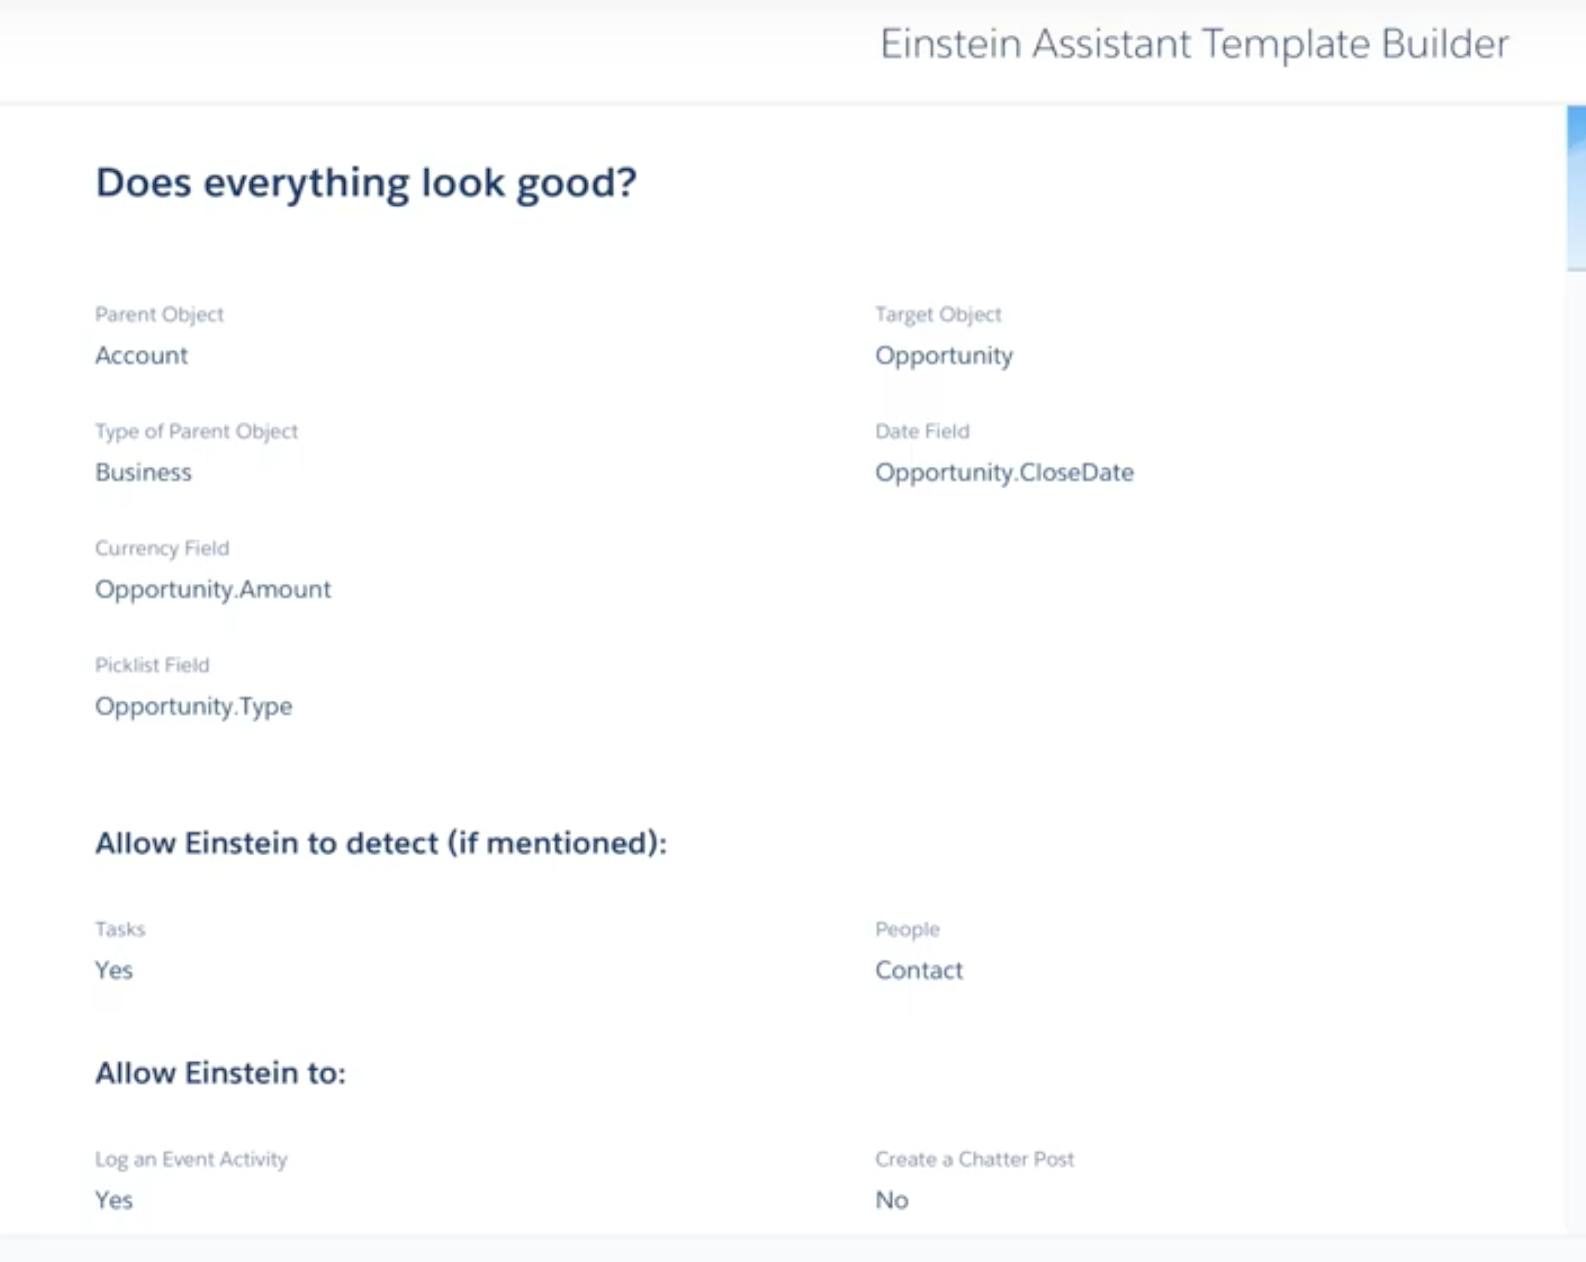 Einstein Assistant Template Builder
Does everything look good?
Parent Object
Account
Target Object
Opportunity
Type of Parent Object
Business
Date Field
Opportunity.CloseDate
Currency Field
Opportunity.Amount
Picklist Field
Opportunity.Type
Allow Einstein to detect (if mentioned):
Tasks
Yes
People
Contact
Allow Einstein to:
Log an Event Activity
Yes
Create a Chatter Post
No